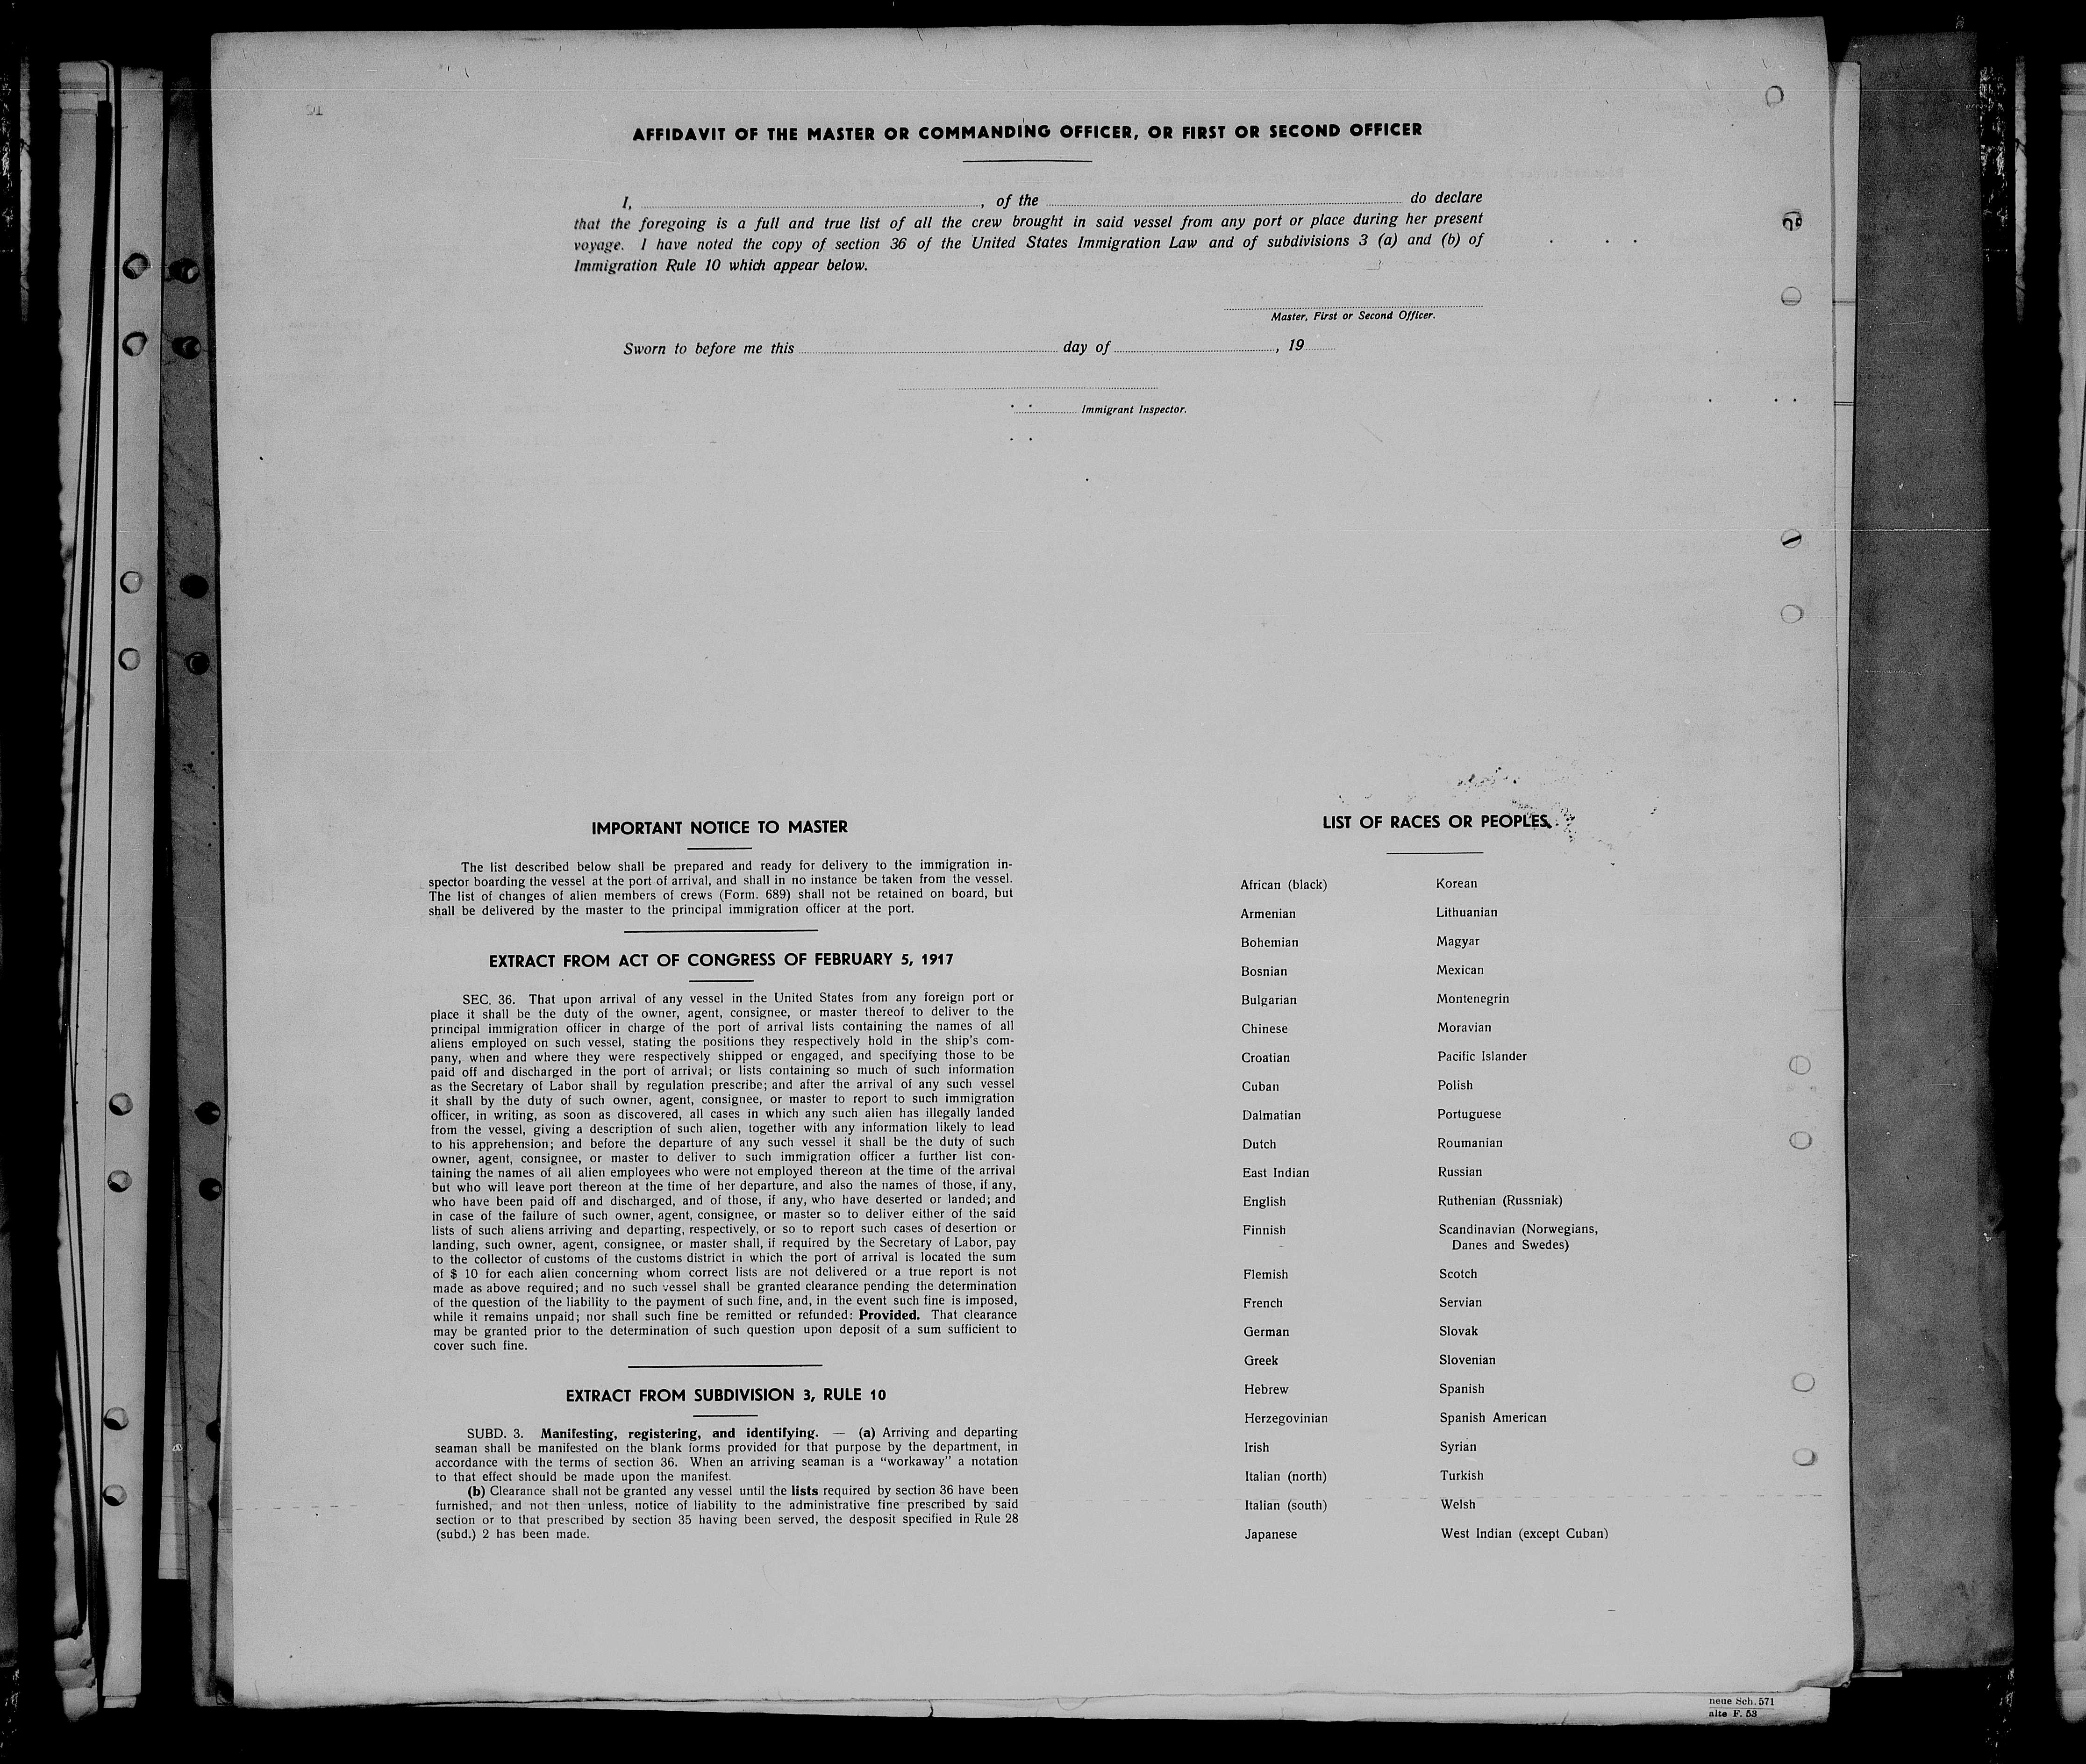 AFFIDAVIT OF THE MASTER OR COMMANDING OFFICER, OR FIRST OR SECOND OFFICER
I, , of the do declare
that the foregoing is a full and true list of all the crew brought in said vessel from any port or place during her present
voyage. I have noted the copy of section 36 of the United States Immigration Law and of subdivisions 3 (a) and (b) of
Immigration Rule 10 which appear below.
Master, First or Second Officer.
Sworn to before me this day of , 19
Immigrant Inspector.
IMPORTANT NOTICE TO MASTER
The list described below shall be prepared and ready for delivery to the immigration in-
spector boarding the vessel at the port of arrival, and shall in no instance be taken from the vessel.
The list of changes of alien members of crews (Form. 689) shall not be retained on board, but
shall be delivered by the master to the principal immigration officer at the port.
EXTRACT FROM ACT OF CONGRESS OF FEBRUARY 5, 1917
SEC. 36. That upon arrival of any vessel in the United States from any foreign port or
place it shall be the duty of the owner, agent, consignee, or master thereof to deliver to the
principal immigration officer in charge of the port of arrival lists containing the names of all
aliens employed on such vessel, stating the positions they respectively hold in the ship's com-
pany, when and where they were respectively shipped or engaged, and specifying those to be
paid off and discharged in the port of arrival; or lists containing so much of such information
as the Secretary of Labor shall by regulation prescribe; and after the arrival of any such vessel
it shall by the duty of such owner, agent, consignee, or master to report to such immigration
officer, in writing, as soon as discovered, all cases in which any such alien has illegally landed
from the vessel, giving a description of such alien, together with any information likely to lead
to his apprehension; and before the departure of any such vessel it shall be the duty of such
owner, agent, consignee, or master to deliver to such immigration officer a further list con-
taining the names of all alien employees who were not employed thereon at the time of the arrival
but who will leave port thereon at the time of her departure, and also the names of those, if any,
who have been paid off and discharged, and of those, if any, who have deserted or landed; and
in case of the failure of such owner, agent, consignee, or master so to deliver either of the said
lists of such aliens arriving and departing, respectively, or so to report such cases of desertion or
landing, such owner, agent, consignee, or master shall, if required by the Secretary of Labor, pay
to the collector of customs of the customs district in which the port of arrival is located the sum
of $ 10 for each alien concerning whom correct lists are not delivered or a true report is not
made as above required; and no such vessel shall be granted clearance pending the determination
of the question of the liability to the payment of such fine, and, in the event such fine is imposed,
while it remains unpaid; nor shall such fine be remitted or refunded: Provided. That clearance
may be granted prior to the determination of such question upon deposit of a sum sufficient to
cover such fine.
EXTRACT FROM SUBDIVISION 3, RULE 10
SUBD. 3. Manifesting, registering, and identifying. — (a) Arriving and departing
seaman shall be manifested on the blank forms provided for that purpose by the department, in
accordance with the terms of section 36. When an arriving seaman is a "workaway" a notation
to that effect should be made upon the manifest.
(b) Clearance shall not be granted any vessel until the lists required by section 36 have been
furnished, and not then unless, notice of liability to the administrative fine prescribed by said
section or to that prescribed by section 35 having been served, the desposit specified in Rule 28
(subd.) 2 has been made.
LIST OF RACES OR PEOPLES
African (black) Korean
Armenian Lithuanian
Bohemian Magyar
Bosnian Mexican
Bulgarian Montenegrin
Chinese Moravian
Croatian Pacific Islander
Cuban Polish
Dalmatian Portuguese
Dutch Roumanian
East Indian Russian
English Ruthenian (Russniak)
Finnish Scandinavian (Norwegians,
Danes and Swedes)
Flemish Scotch
French Servian
German Slovak
Greek Slovenian
Hebrew Spanish
Herzegovinian Spanish American
Irish Syrian
Italian (north) Turkish
Italian (south) Welsh
Japanese West Indian (except Cuban)
neue Sch. 571
alte F. 53